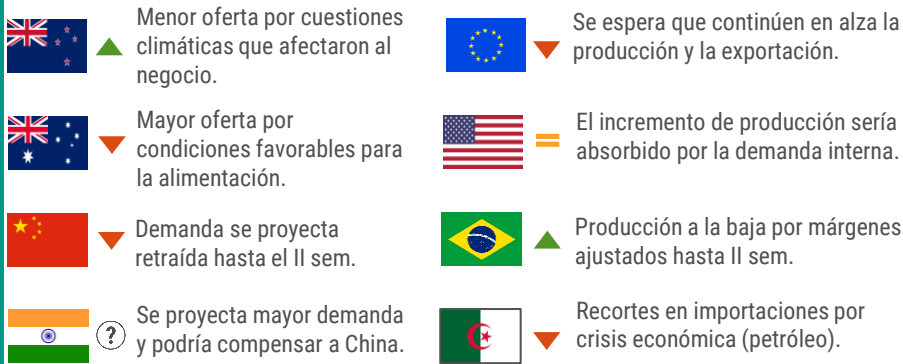 Menor oferta por cuestiones
climáticas que afectaron al
negocio.
Se espera que continúen en alza la
producción y la exportación.
Mayor oferta por
condiciones favorables para
la alimentación.
El incremento de producción sería
absorbido por la demanda interna.
Demanda se proyecta
retraída hasta el II sem.
Producción a la baja por márgenes
ajustados hasta II sem.
?
Se proyecta mayor demanda
y podría compensar a China.
Recortes en importaciones por
crisis económica (petróleo).